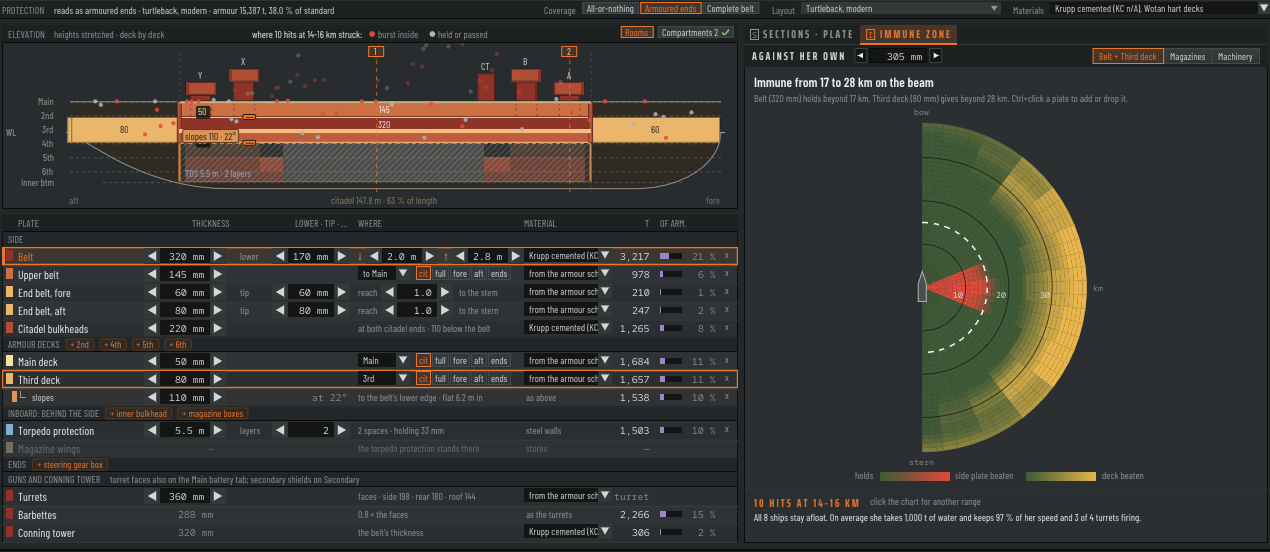 PROTECTION reads as armoured ends · turtleback, modern · armour 15,387 t, 38.0 % of standard Coverage All-or-nothing Armoured ends Complete belt Layout Turtleback, modern Materials Krupp cemented (KC n/A), Wotan hart decks
ELEVATION heights stretched · deck by deck where 10 hits at 14-16 km struck: burst inside held or passed Rooms Compartments 2 ✓
1 2
Y X CT B A
Main
2nd
3rd
4th
5th
6th
Inner btm
WL
50 145
80 320 60
slopes 110 · 22°
TDS 5.5 m · 2 layers
aft citadel 147.8 m · 63 % of length fore
PLATE THICKNESS LOWER · TIP ·... WHERE MATERIAL T OF ARM.
SIDE
Belt 320 mm lower 170 mm ↓ 2.0 m ↑ 2.8 m Krupp cemented (KC 3,217 21 % x
Upper belt 145 mm to Main cit full fore aft ends from the armour sch 978 6 % x
End belt, fore 60 mm tip 60 mm reach 1.0 to the stem from the armour sch 210 1 % x
End belt, aft 80 mm tip 80 mm reach 1.0 to the stern from the armour sch 247 2 % x
Citadel bulkheads 220 mm at both citadel ends · 110 below the belt Krupp cemented (KC 1,265 8 % x
ARMOUR DECKS + 2nd + 4th + 5th + 6th
Main deck 50 mm Main cit full fore aft ends from the armour sch 1,684 11 % x
Third deck 80 mm 3rd cit full fore aft ends from the armour sch 1,657 11 % x
slopes 110 mm at 22° to the belt's lower edge · flat 6.2 m in as above 1,538 10 % x
INBOARD: BEHIND THE SIDE + inner bulkhead + magazine boxes
Torpedo protection 5.5 m layers 2 2 spaces · holding 33 mm steel walls 1,503 10 % x
Magazine wings — the torpedo protection stands there stores —
ENDS + steering gear box
GUNS AND CONNING TOWER turret faces also on the Main battery tab; secondary shields on Secondary
Turrets 360 mm faces · side 198 · rear 180 · roof 144 from the armour sch turret
Barbettes 288 mm 0.8 × the faces as the turrets 2,266 15 %
Conning tower 320 mm the belt's thickness Krupp cemented (KC 306 2 %
S SECTIONS · PLATE I IMMUNE ZONE
AGAINST HER OWN 305 mm Belt + Third deck Magazines Machinery
Immune from 17 to 28 km on the beam
Belt (320 mm) holds beyond 17 km. Third deck (80 mm) gives beyond 28 km. Ctrl+click a plate to add or drop it.
bow
10 20 30 km
stern
holds side plate beaten deck beaten
10 HITS AT 14-16 KM click the chart for another range
All 8 ships stay afloat. On average she takes 1,000 t of water and keeps 97 % of her speed and 3 of 4 turrets firing.